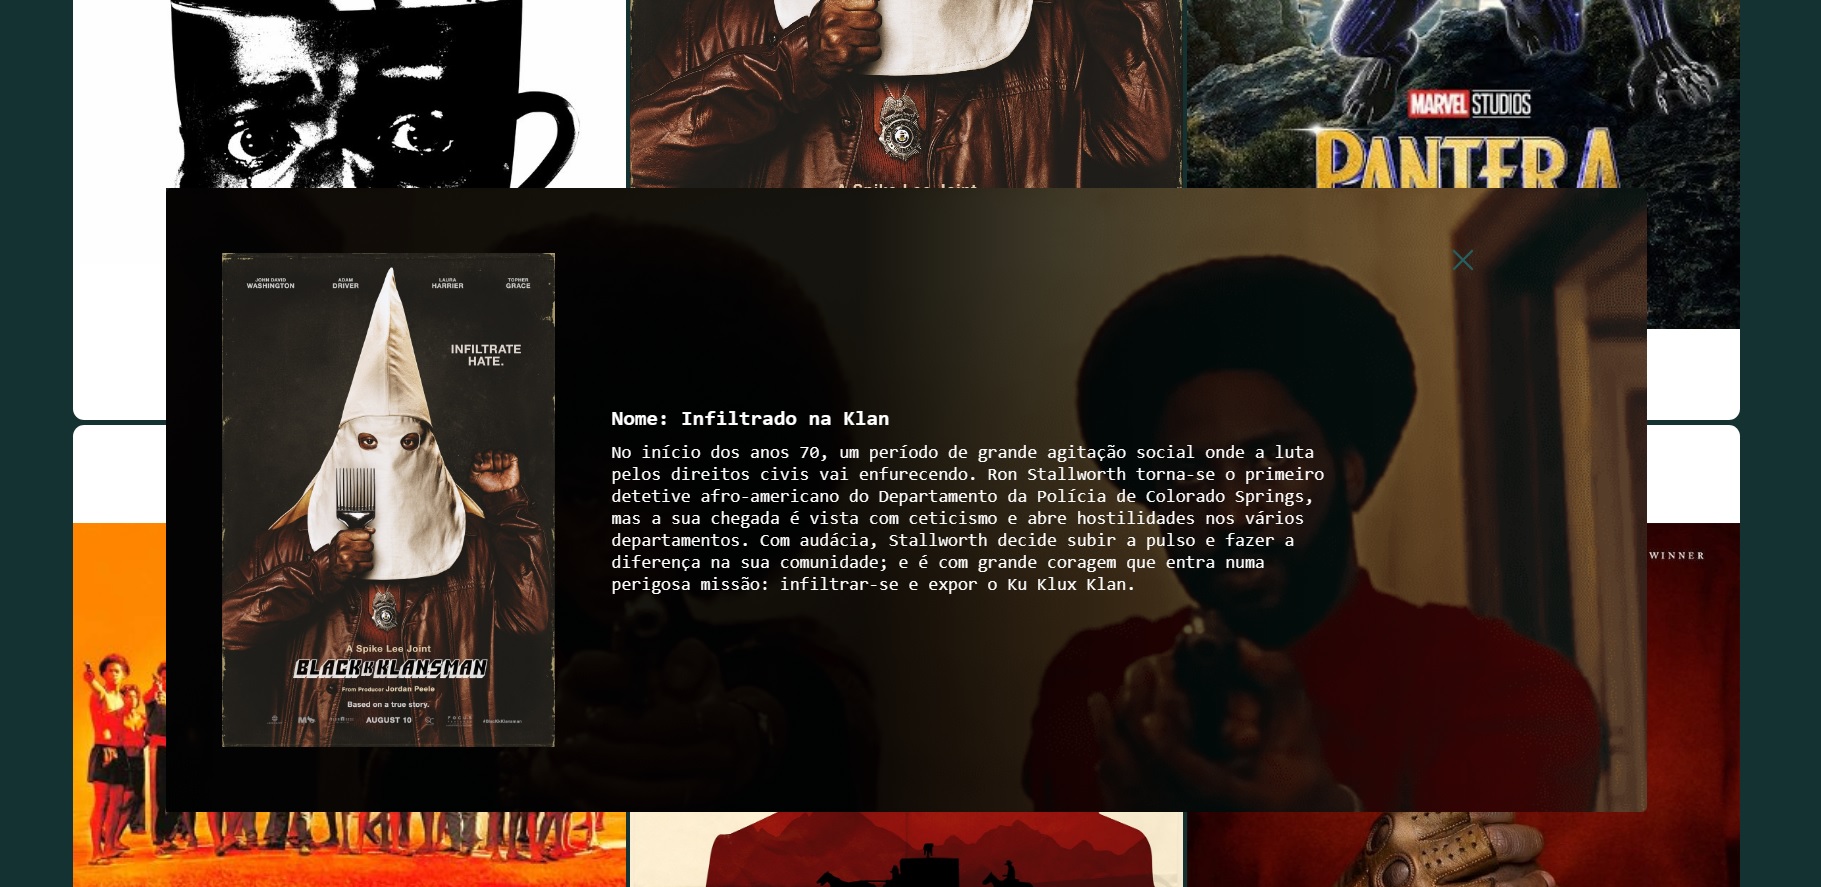 MARVEL STUDIOS
PANTERA
JOHN DAVID WASHINGTON
ADAM DRIVER
LAURA HARRIER
TOPHER GRACE
INFILTRATE
HATE.
Nome: Infiltrado na Klan
No início dos anos 70, um período de grande agitação social onde a luta
pelos direitos civis vai enfurecendo. Ron Stallworth torna-se o primeiro
detetive afro-americano do Departamento da Polícia de Colorado Springs,
mas a sua chegada é vista com ceticismo e abre hostilidades nos vários
departamentos. Com audácia, Stallworth decide subir a pulso e fazer a
diferença na sua comunidade; e é com grande coragem que entra numa
perigosa missão: infiltrar-se e expor o Ku Klux Klan.
WINNER
A Spike Lee Joint
BLACKKKLANSMAN
From Producer Jordan Peele
Based on a true story.
AUGUST 10